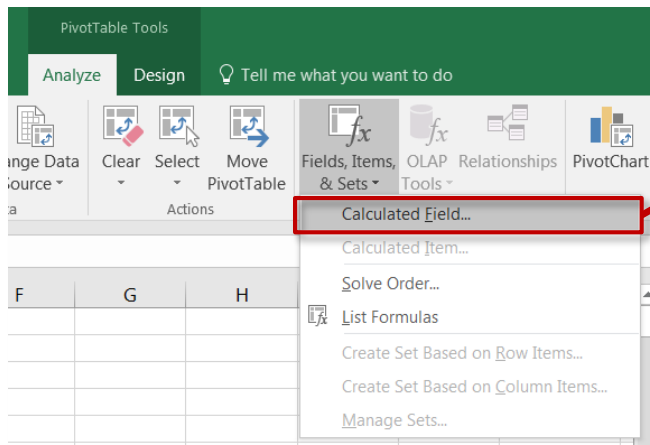 PivotTable Tools
Analyze Design Tell me what you want to do
ange Data Clear Select Move Fields, Items, OLAP Relationships PivotChart
ource PivotTable & Sets Tools
ta Actions
Calculated Field...
Calculated Item...
F G H
Solve Order...
fx List Formulas
Create Set Based on Row Items...
Create Set Based on Column Items...
Manage Sets...